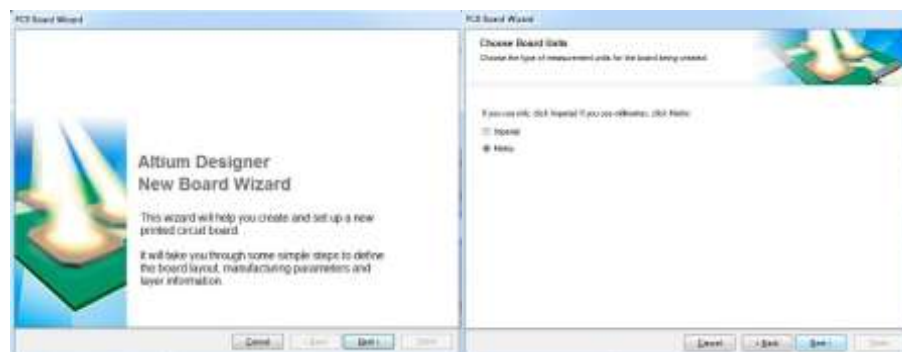 PCB Board Wizard
Altium Designer
New Board Wizard
This wizard will help you create and set up a new
printed circuit board.
It will take you through some simple steps to define
the board layout, manufacturing parameters and
layer information.
Cancel
< Back
Next >
PCB Board Wizard
Choose Board Units
Choose the type of measurement units for the board being created.
If you use mils, click Imperial. If you use millimetres, click Metric.
Imperial
Metric
Cancel
< Back
Next >